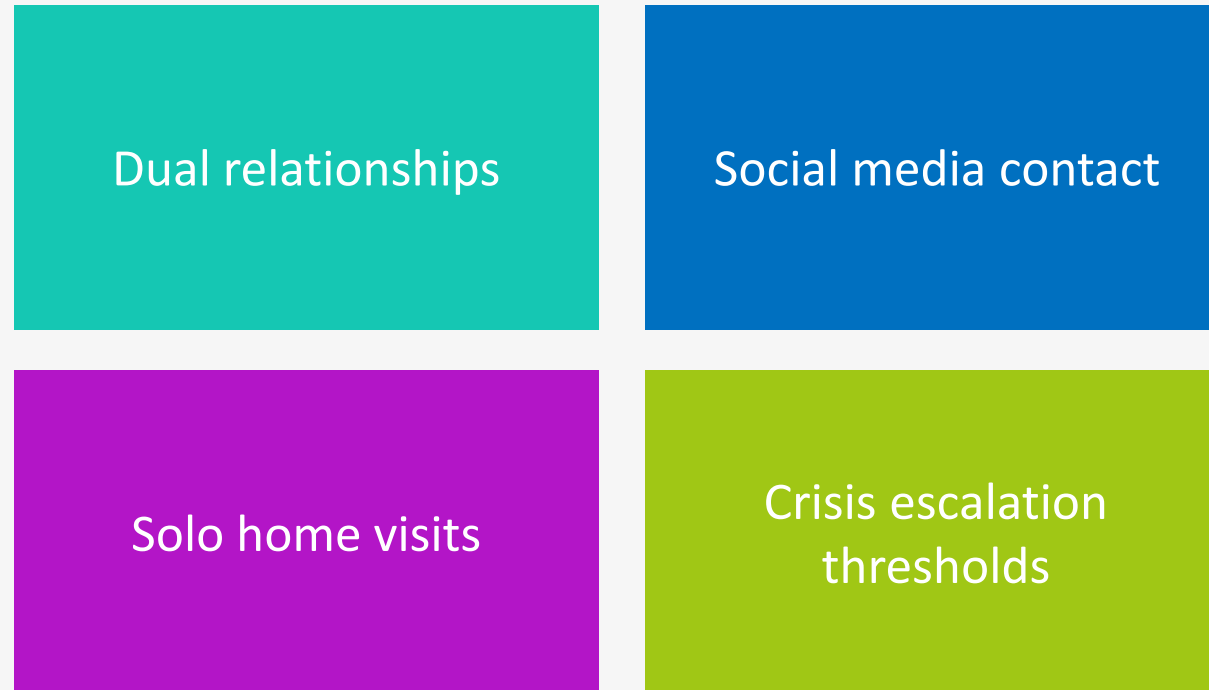 Dual relationships
Social media contact
Solo home visits
Crisis escalation
thresholds